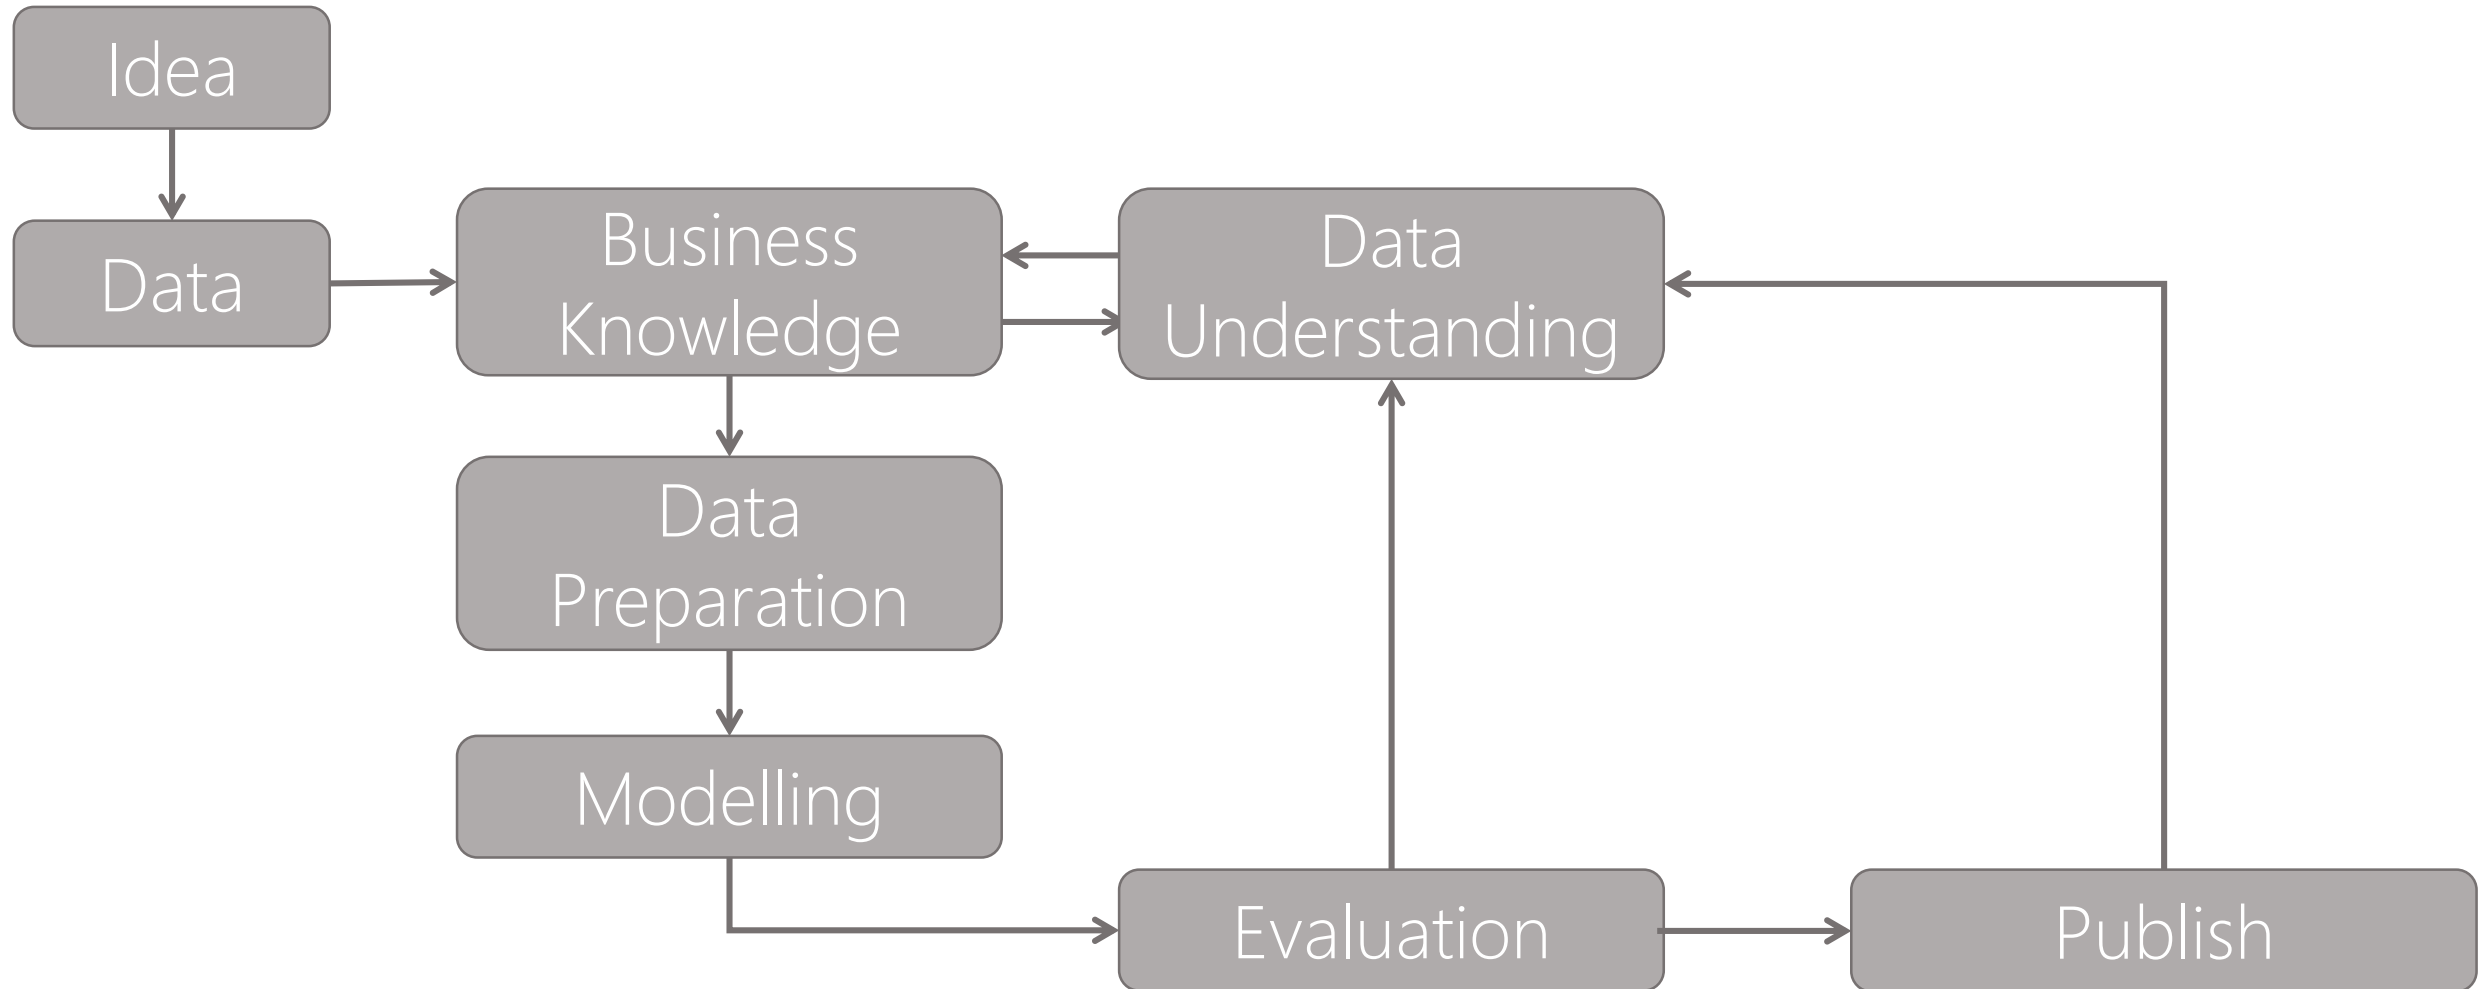 Idea
Data
Business
Knowledge
Data
Understanding
Data
Preparation
Modelling
Evaluation
Publish